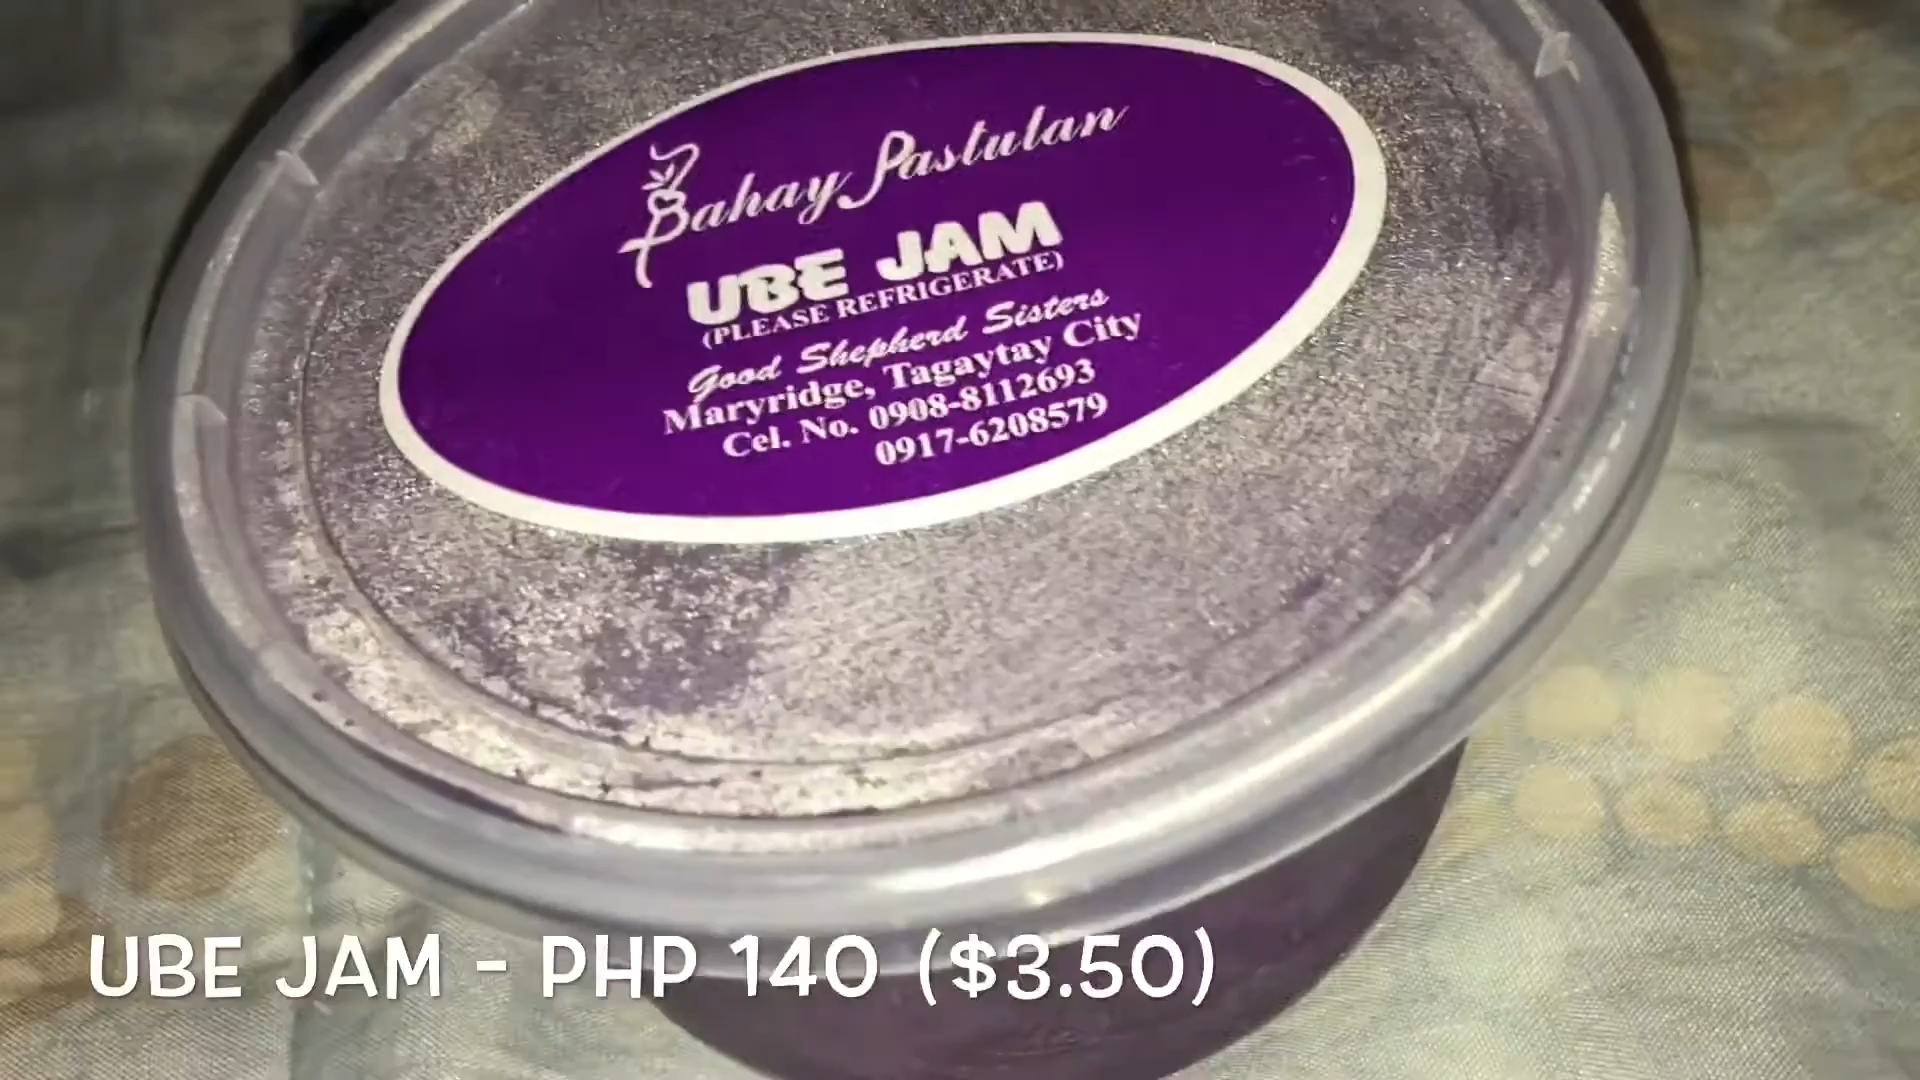 Bahay Pastulan
UBE JAM
(PLEASE REFRIGERATE)
Good Shepherd Sisters
Maryridge, Tagaytay City
Cel. No. 0908-8112693
0917-6208579
UBE JAM - PHP 140 ($3.50)